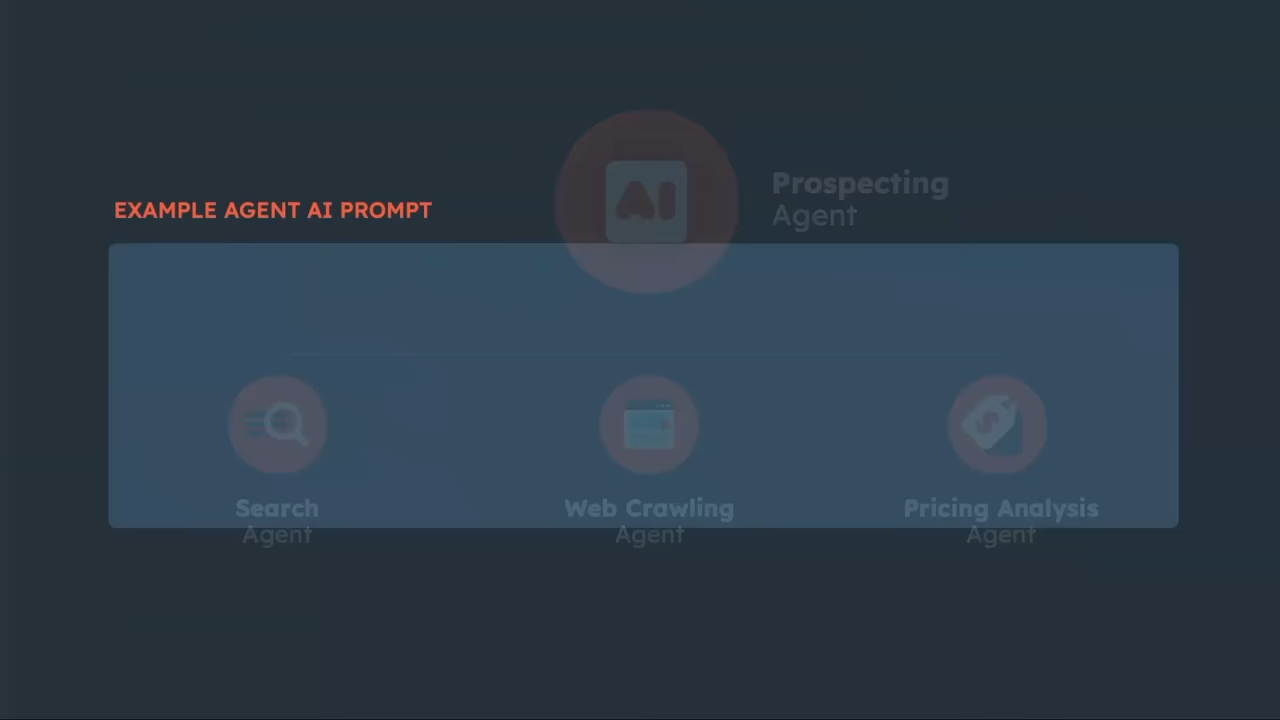 AI
Prospecting
Agent
EXAMPLE AGENT AI PROMPT
Search
Agent
Web Crawling
Agent
Pricing Analysis
Agent